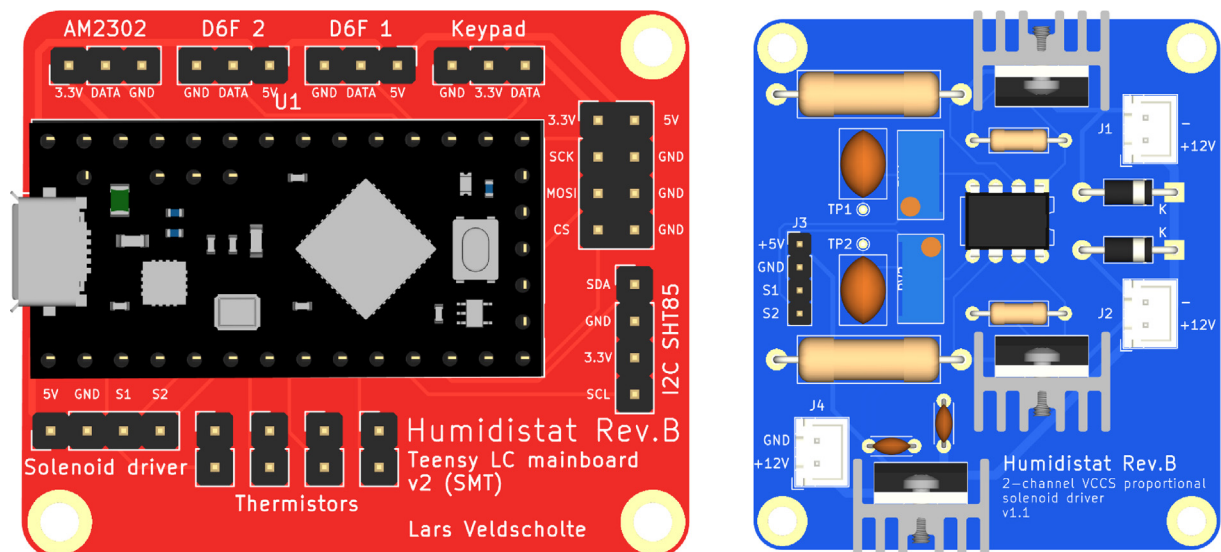 AM2302 D6F 2 D6F 1 Keypad
3.3V DATA GND GND DATA 5V GND DATA 5V GND 3.3V DATA
U1
3.3V 5V
SCK GND
MOSI GND
CS GND
SDA
GND
3.3V
SCL
I2C SHT85
5V GND S1 S2
Solenoid driver
Thermistors
Humidistat Rev.B
Teensy LC mainboard
v2 (SMT)
Lars Veldscholte
J1
-
+12V
K
K
TP1
TP2
J3
+5V
GND
S1
S2
J2
-
+12V
J4
GND
+12V
Humidistat Rev.B
2-channel VCCS proportional
solenoid driver
v1.1